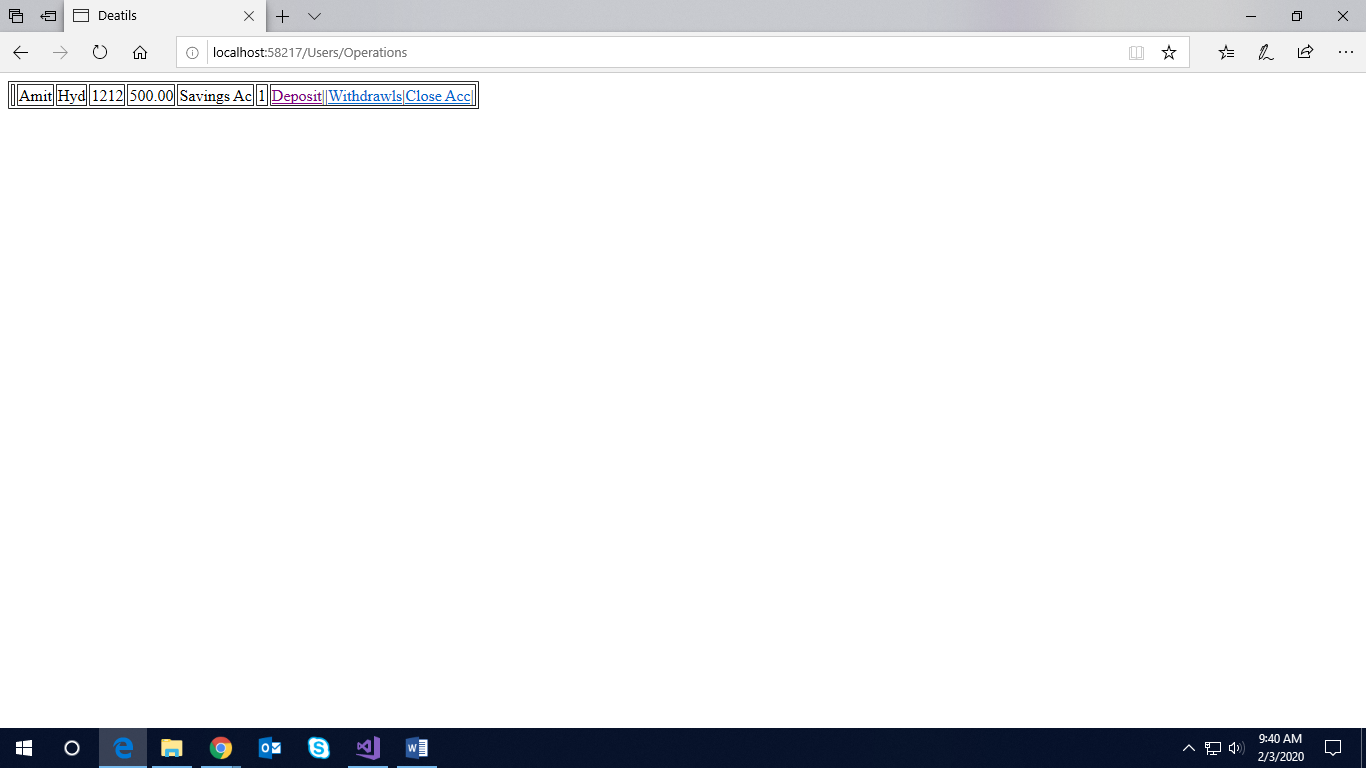 Deatils
localhost:58217/Users/Operations
Amit Hyd 1212 500.00 Savings Ac 1 Deposit||Withdrawls|Close Acc|
9:40 AM
2/3/2020